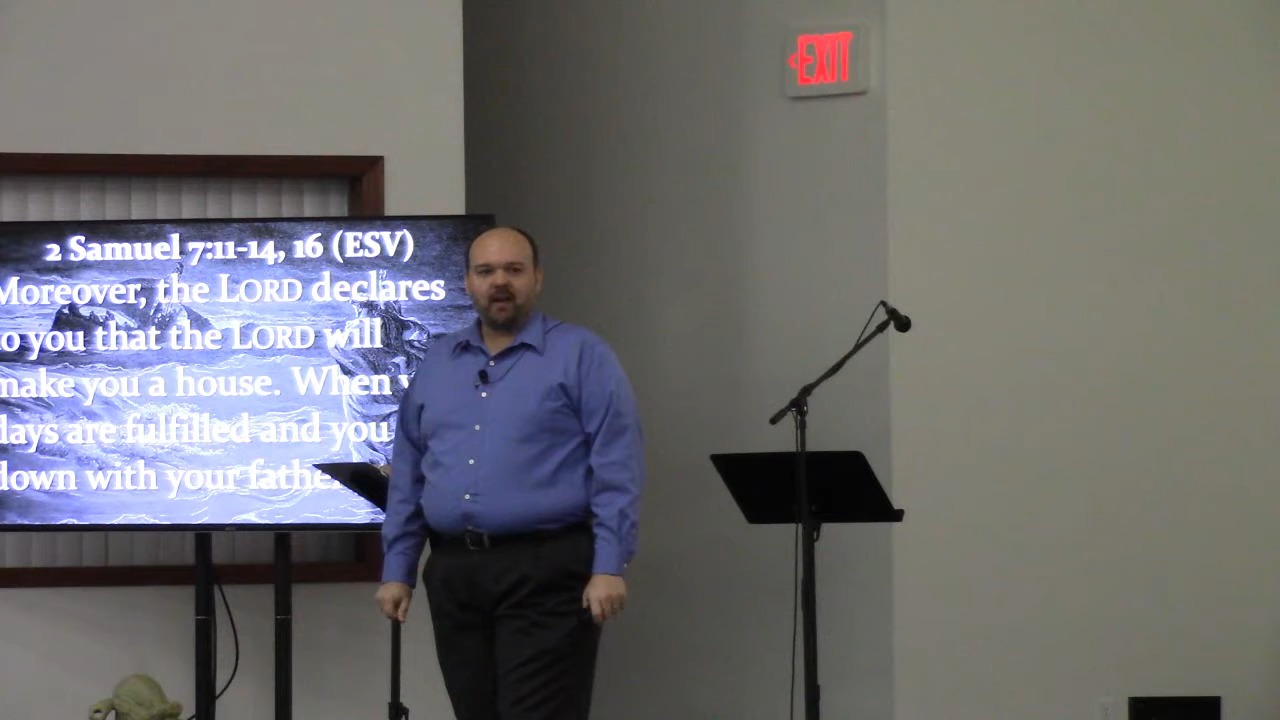 2 Samuel 7:11-14, 16 (ESV)
Moreover, the LORD declares
to you that the LORD will
make you a house. When
days are fulfilled and you
down with your
EXIT